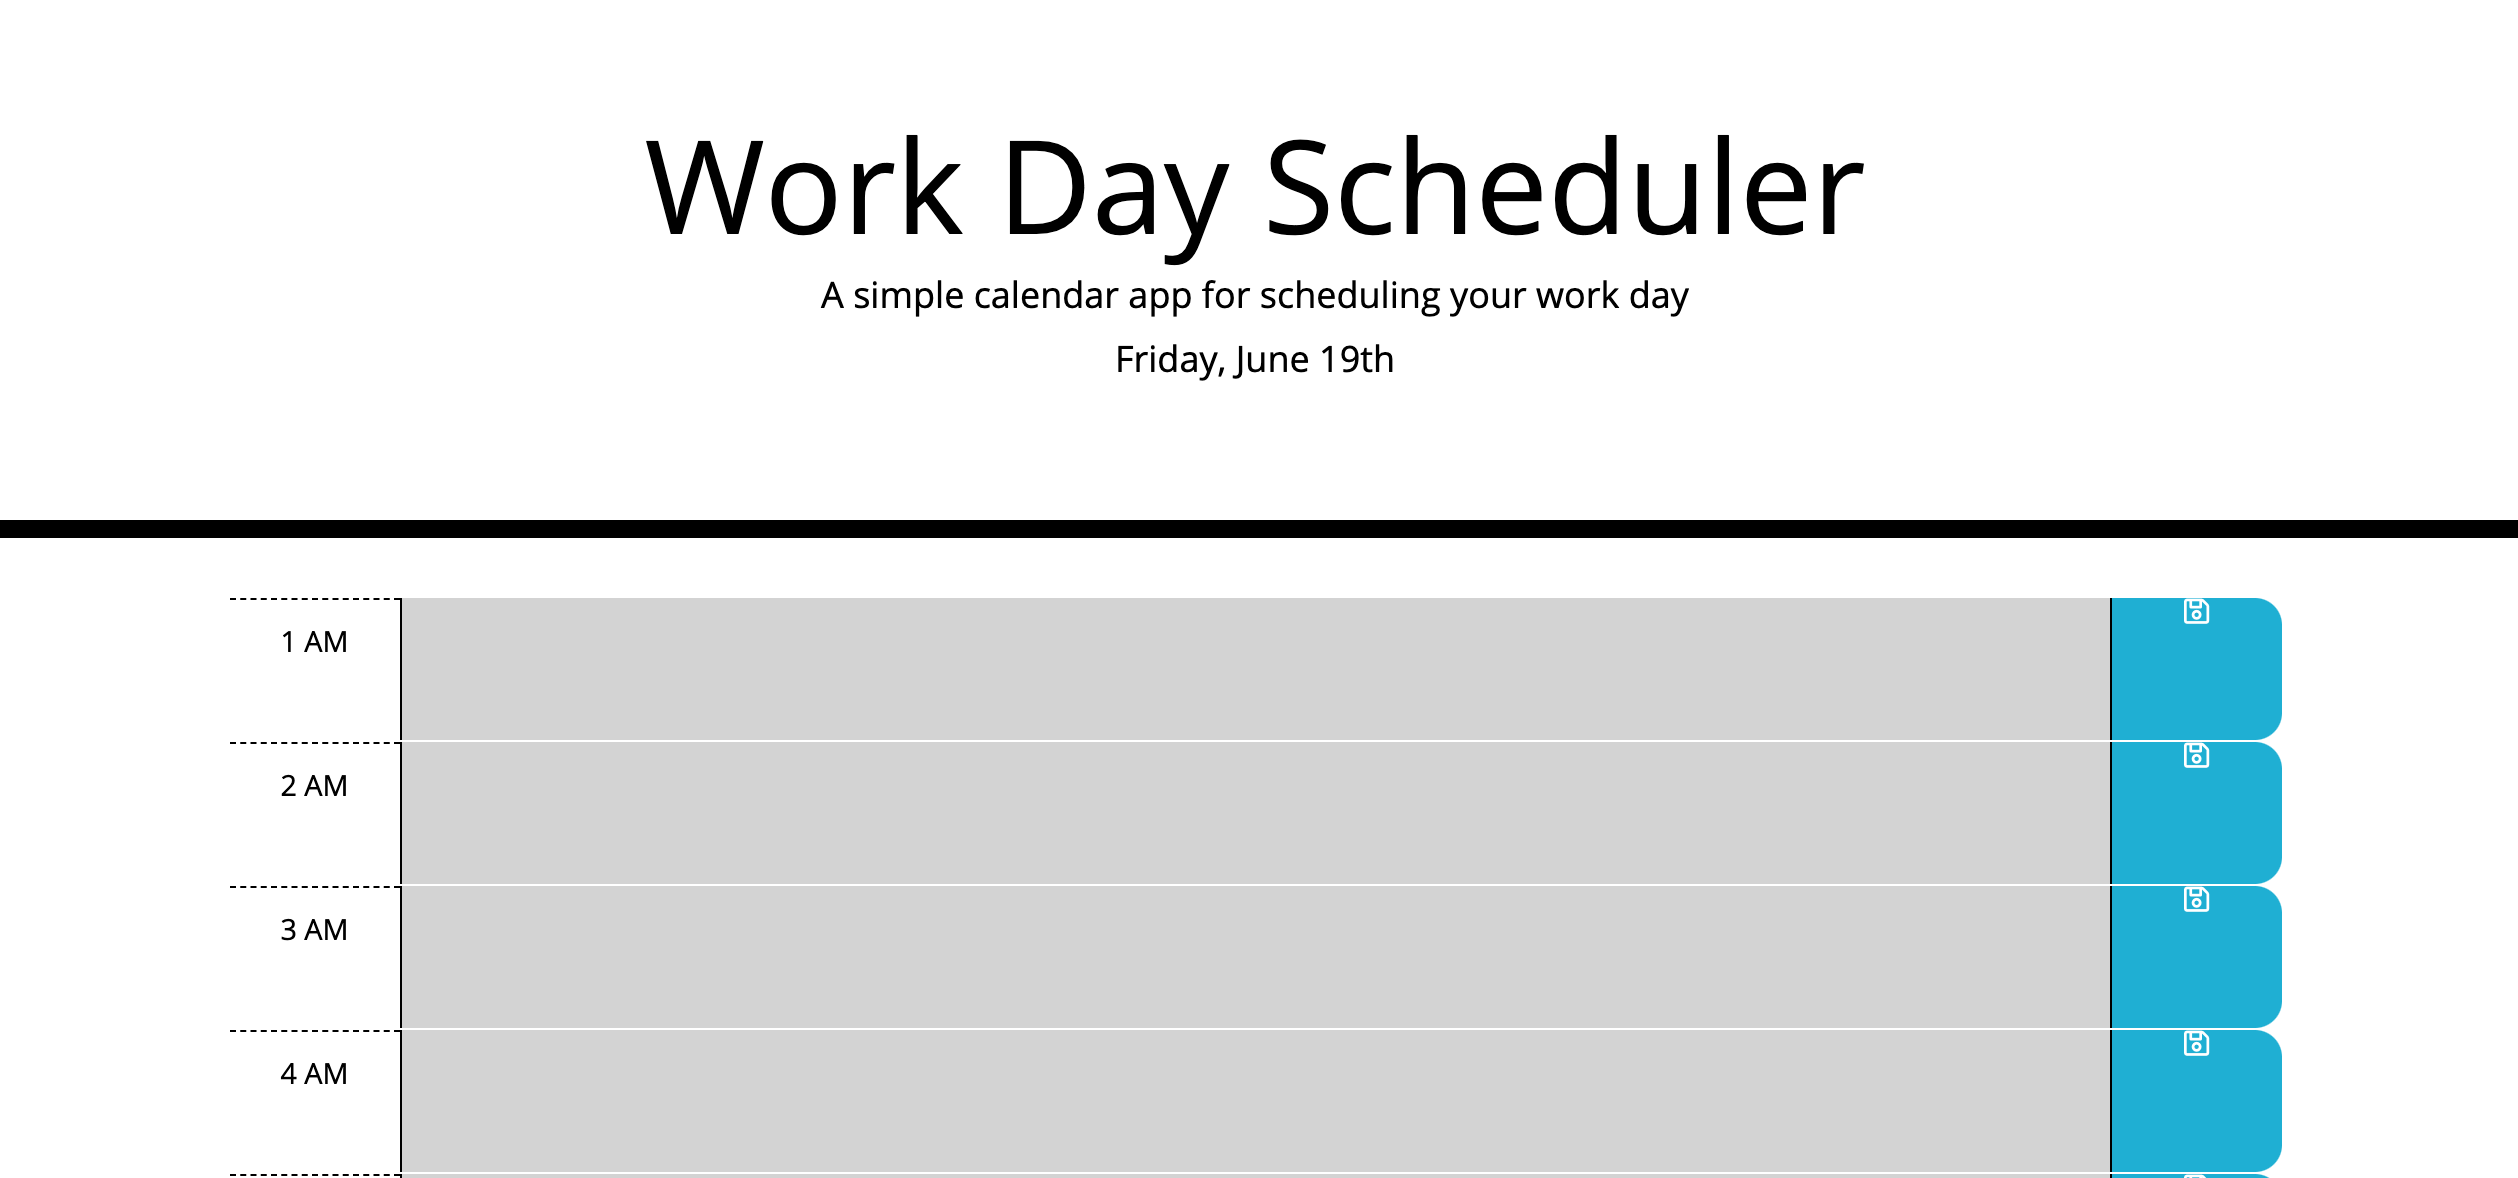 Work Day Scheduler
A simple calendar app for scheduling your work day
Friday, June 19th
1 AM
2 AM
3 AM
4 AM